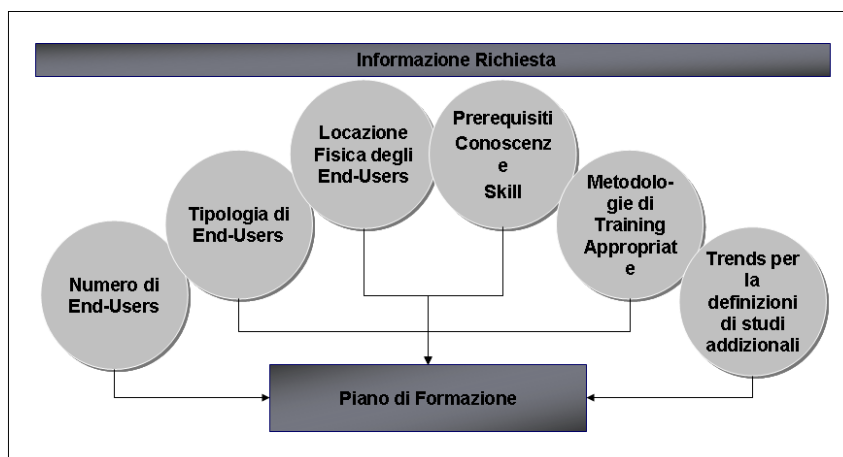 Informazione Richiesta
Numero di
End-Users
Tipologia di
End-Users
Locazione
Fisica degli
End-Users
Prerequisiti
Conoscenz
e
Skill
Metodolo-
gie di
Training
Appropriat
e
Trends per
la
definizioni
di studi
addizionali
Piano di Formazione